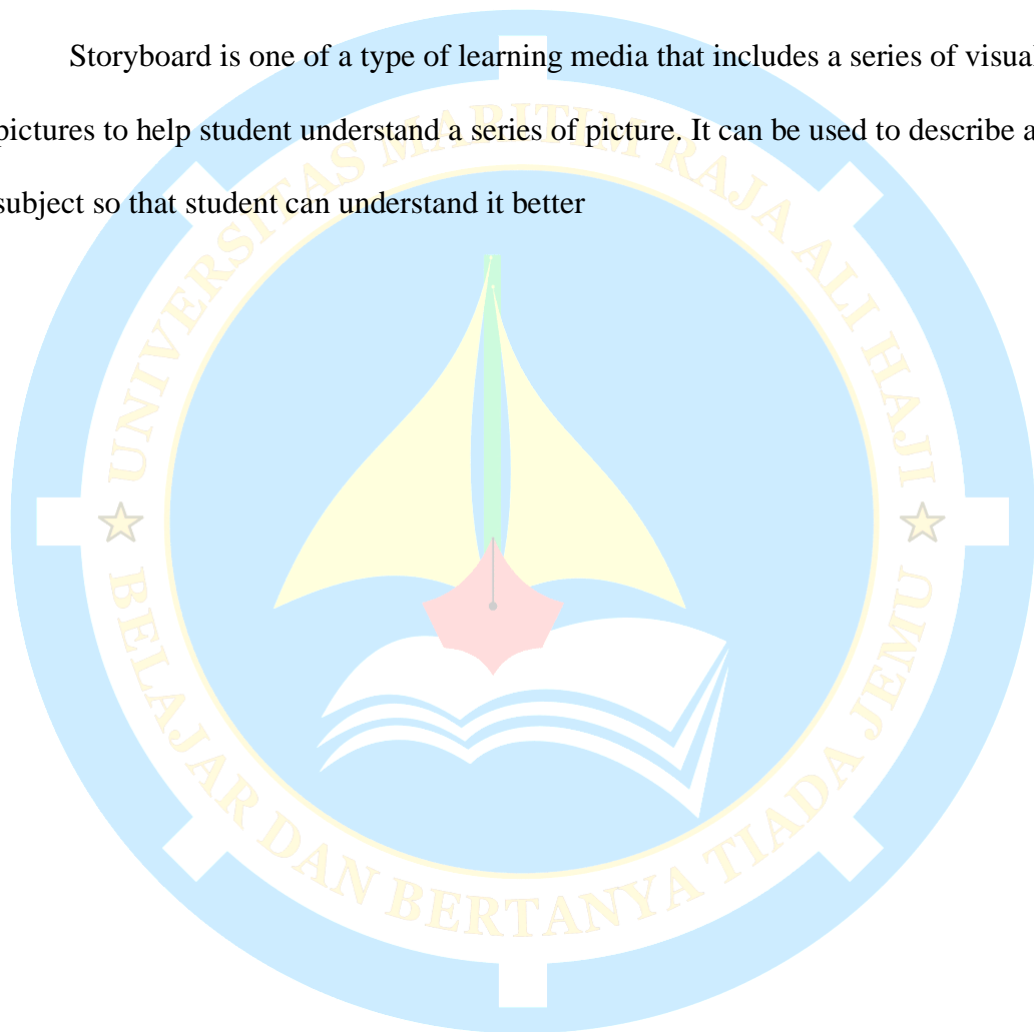 Storyboard is one of a type of learning media that includes a series of visual
pictures to help student understand a series of picture. It can be used to describe a
subject so that student can understand it better
UNIVERSITAS MARITIM RAJA ALI HAJI
BELAJAR DAN BERTANYA TIADA JEMU